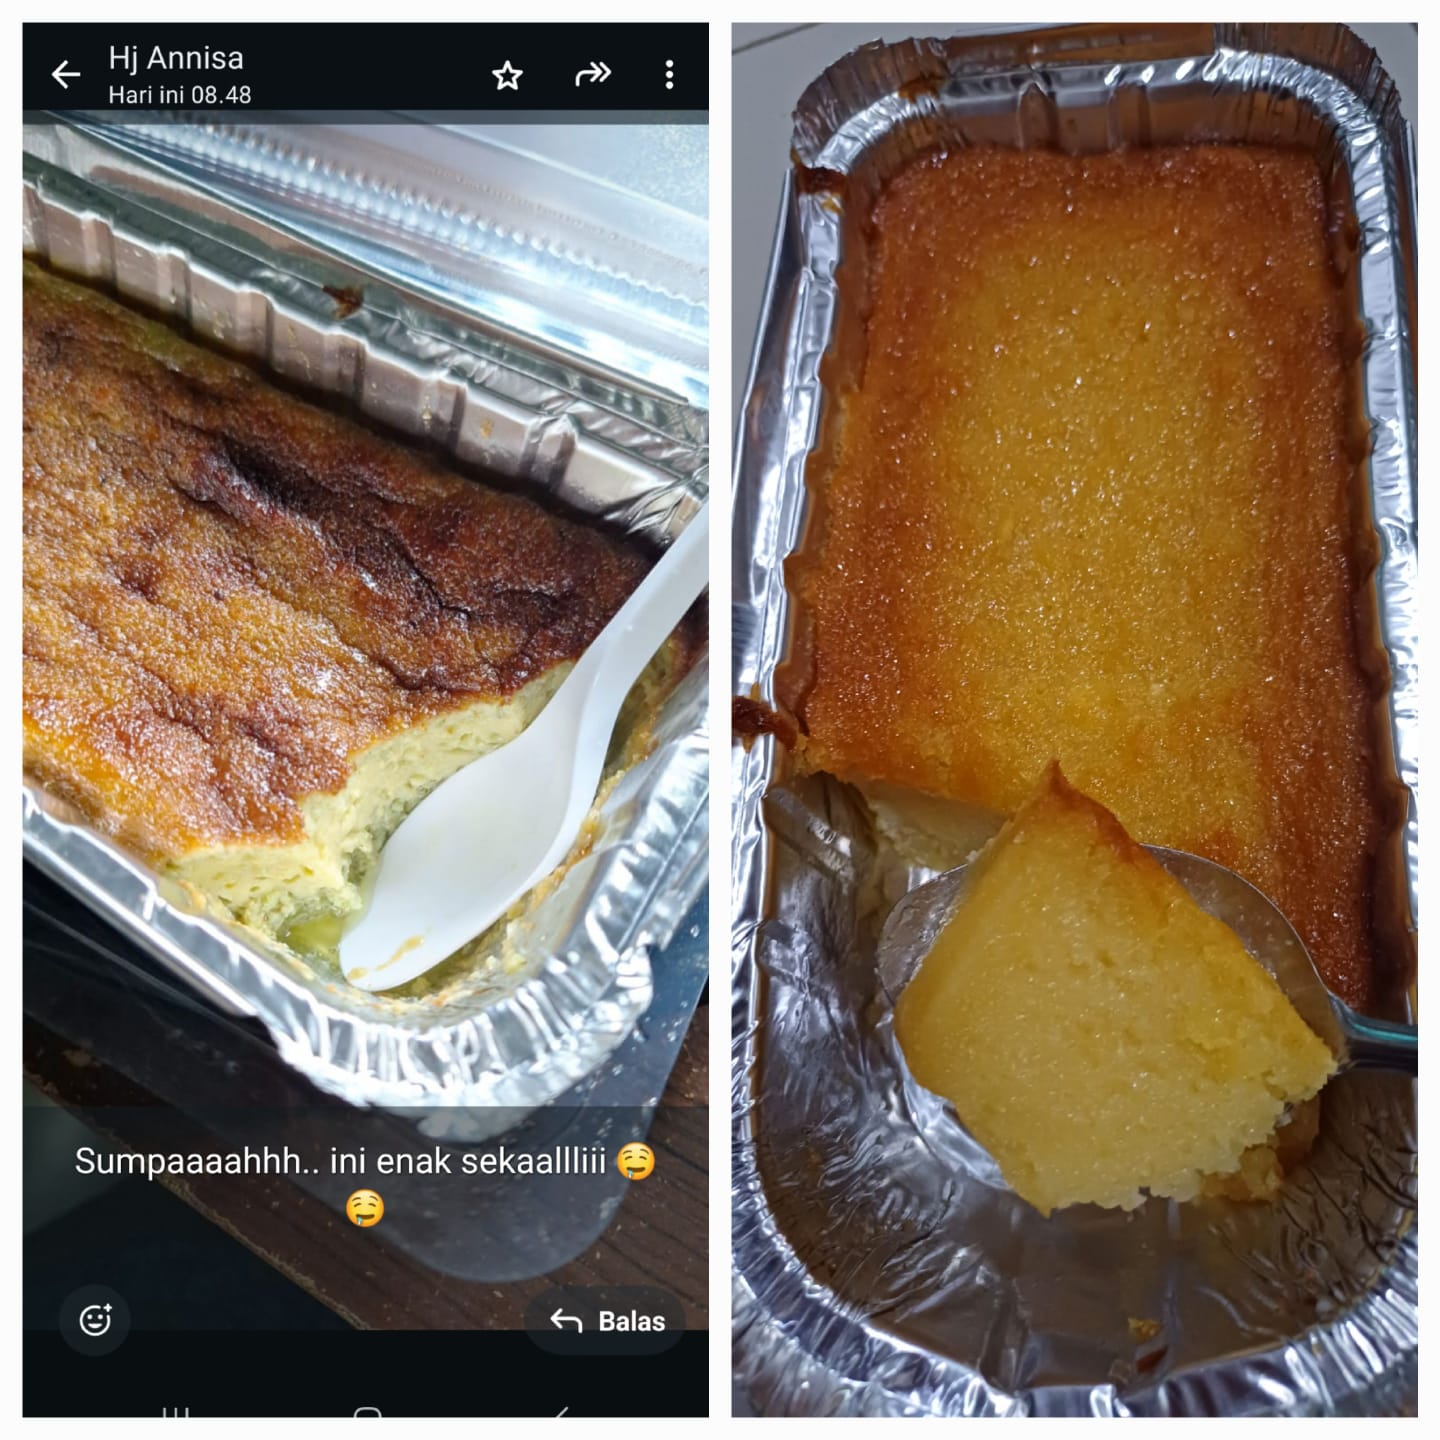 Hj Annisa
Hari ini 08.48
Sumpaaaahhh.. ini enak sekaallliii 🤤
🤤
Balas